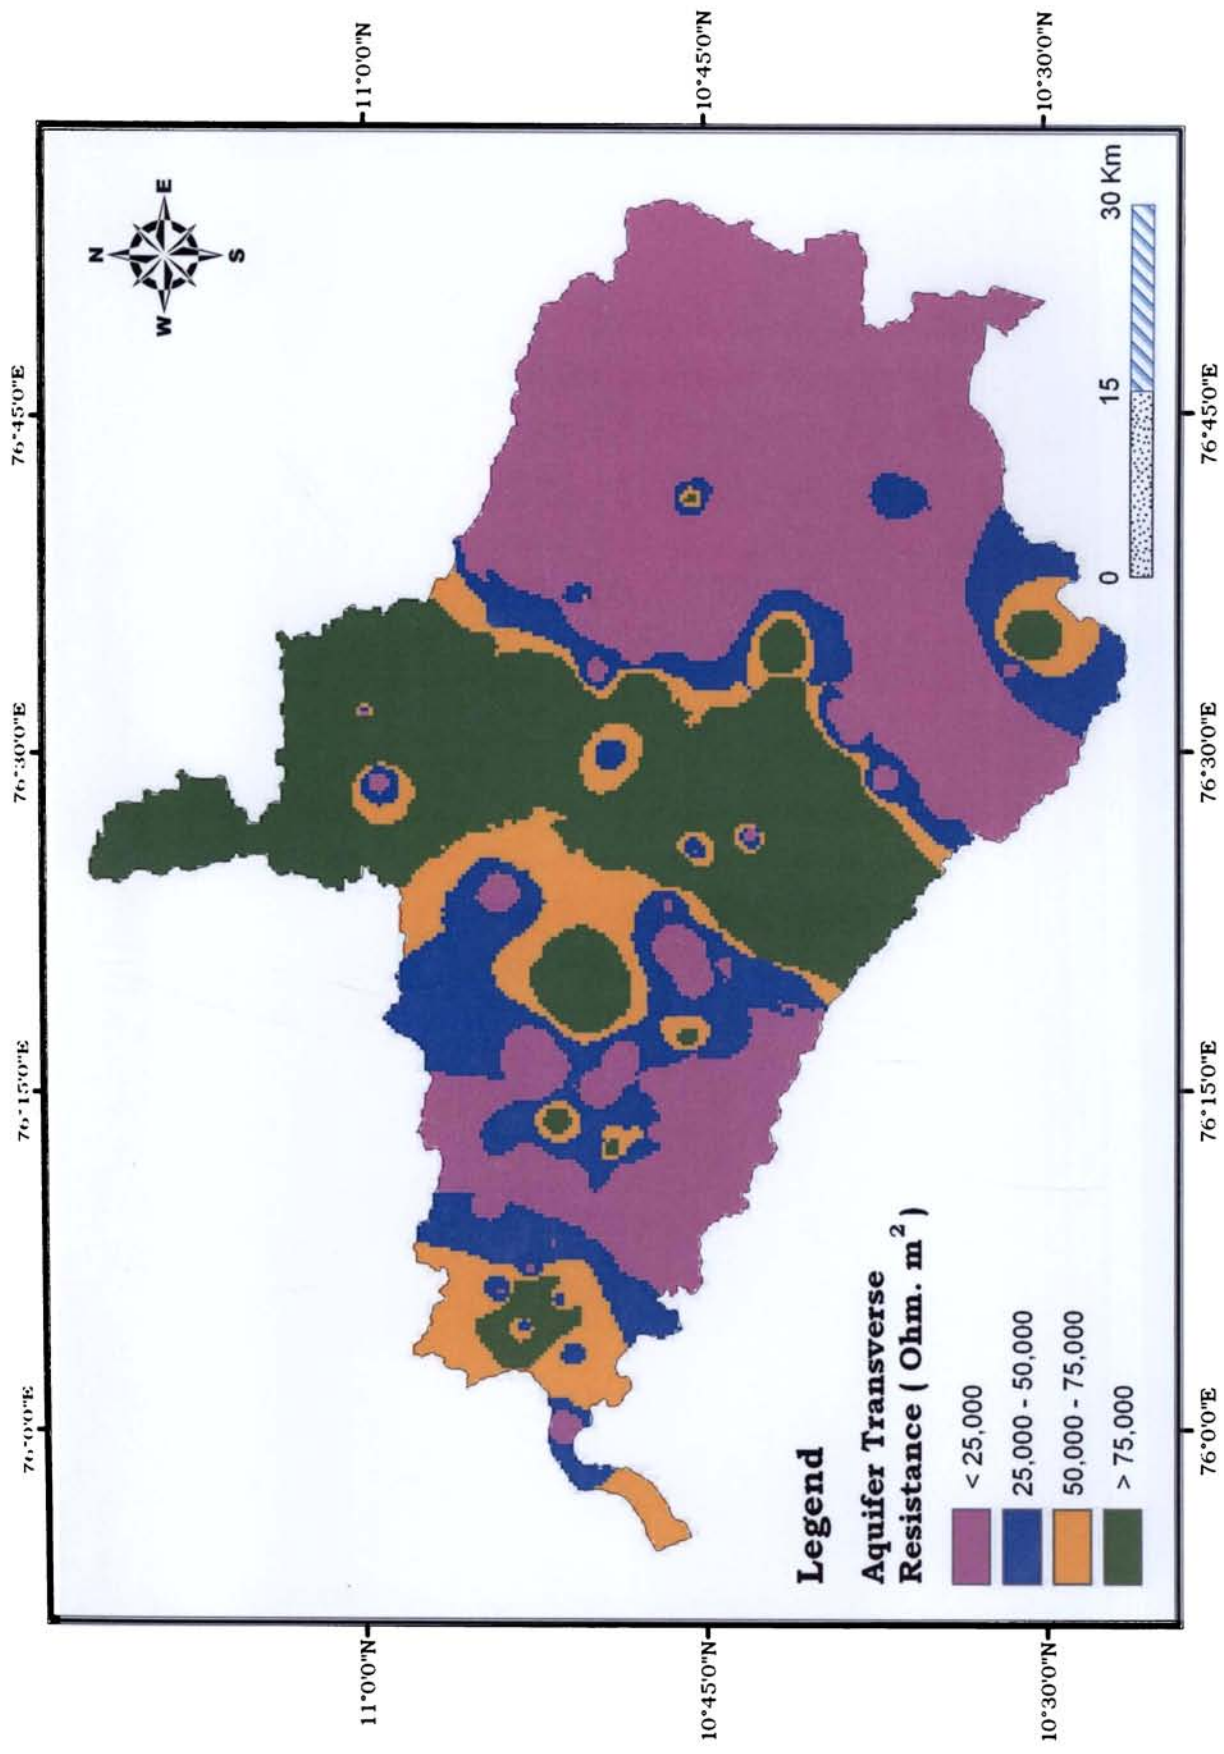 76°0'0"E 76°15'0"E 76°30'0"E 76°45'0"E
N
W E
S
11°0'0"N 11°0'0"N
10°45'0"N 10°45'0"N
Legend
Aquifer Transverse
Resistance ( Ohm. m² )
< 25,000
25,000 - 50,000
50,000 - 75,000
> 75,000
0 15 30 Km
10°30'0"N 10°30'0"N
76°0'0"E 76°15'0"E 76°30'0"E 76°45'0"E